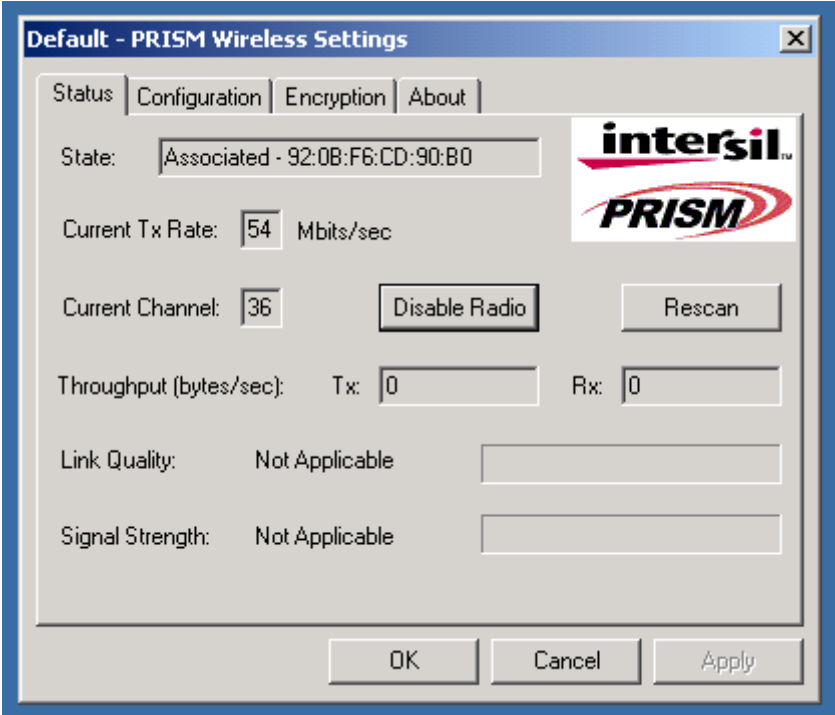 Default - PRISM Wireless Settings
Status Configuration Encryption About
State: Associated - 92:0B:F6:CD:90:B0
intersil™
PRISM
Current Tx Rate: 54 Mbits/sec
Current Channel: 36 Disable Radio Rescan
Throughput (bytes/sec): Tx: 0 Rx: 0
Link Quality: Not Applicable
Signal Strength: Not Applicable
OK Cancel Apply